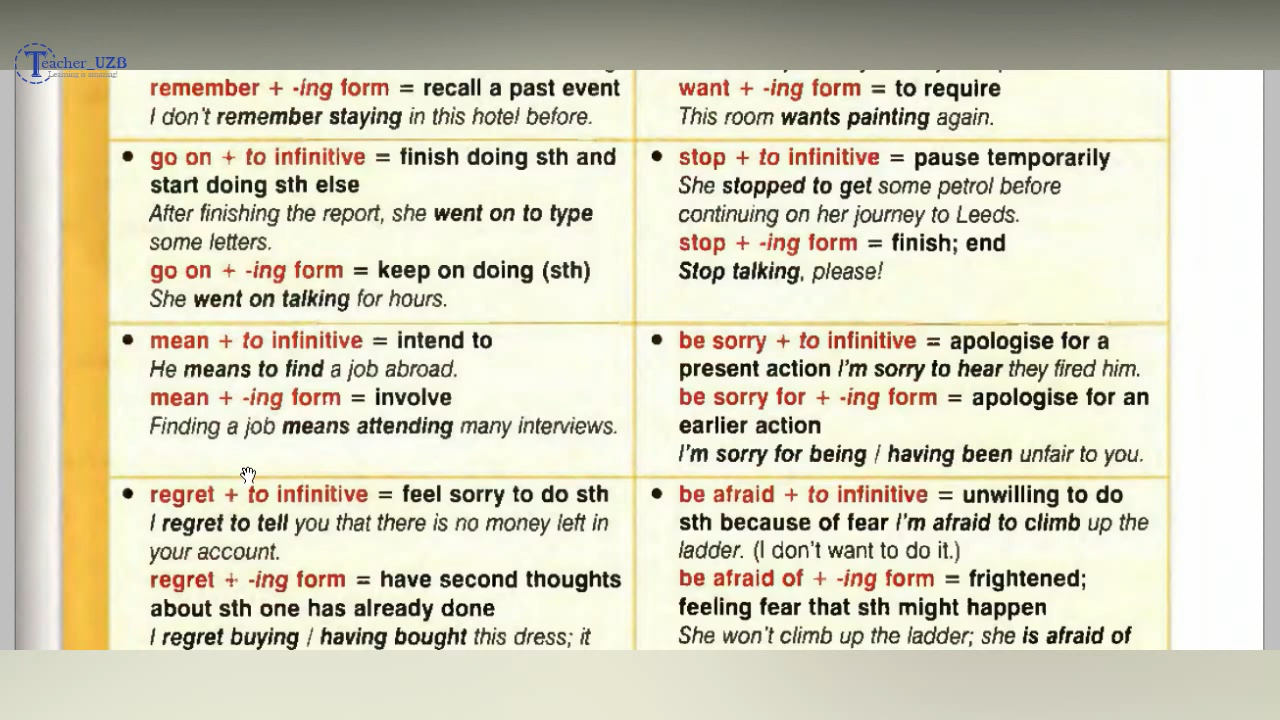 Teacher_UZB
Learning is amazing!
remember + -ing form = recall a past event
I don't remember staying in this hotel before.
go on + to infinitive = finish doing sth and
start doing sth else
After finishing the report, she went on to type
some letters.
go on + -ing form = keep on doing (sth)
She went on talking for hours.
mean + to infinitive = intend to
He means to find a job abroad.
mean + -ing form = involve
Finding a job means attending many interviews.
regret + to infinitive = feel sorry to do sth
I regret to tell you that there is no money left in
your account.
regret + -ing form = have second thoughts
about sth one has already done
I regret buying / having bought this dress; it
want + -ing form = to require
This room wants painting again.
stop + to infinitive = pause temporarily
She stopped to get some petrol before
continuing on her journey to Leeds.
stop + -ing form = finish; end
Stop talking, please!
be sorry + to infinitive = apologise for a
present action I'm sorry to hear they fired him.
be sorry for + -ing form = apologise for an
earlier action
I'm sorry for being / having been unfair to you.
be afraid + to infinitive = unwilling to do
sth because of fear I'm afraid to climb up the
ladder. (I don't want to do it.)
be afraid of + -ing form = frightened;
feeling fear that sth might happen
She won't climb up the ladder; she is afraid of